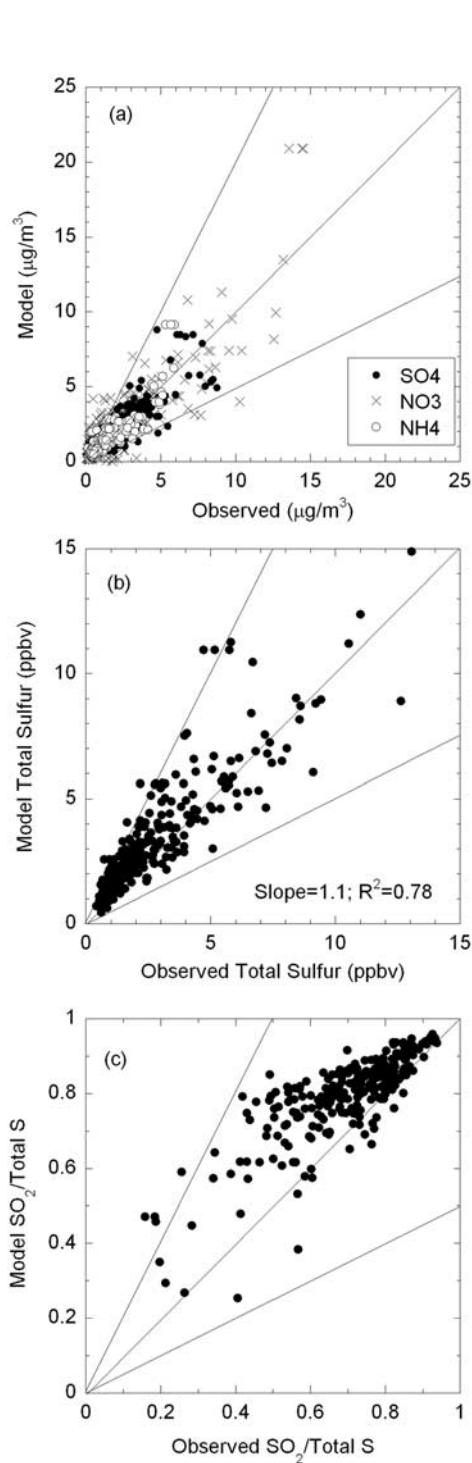 (a)
25
20
15
10
5
0
Model (µg/m³)
SO4
NO3
NH4
0 5 10 15 20 25
Observed (µg/m³)
(b)
15
10
5
0
Model Total Sulfur (ppbv)
Slope=1.1; R²=0.78
0 5 10 15
Observed Total Sulfur (ppbv)
(c)
1
0.8
0.6
0.4
0.2
0
Model SO₂/Total S
0 0.2 0.4 0.6 0.8 1
Observed SO₂/Total S